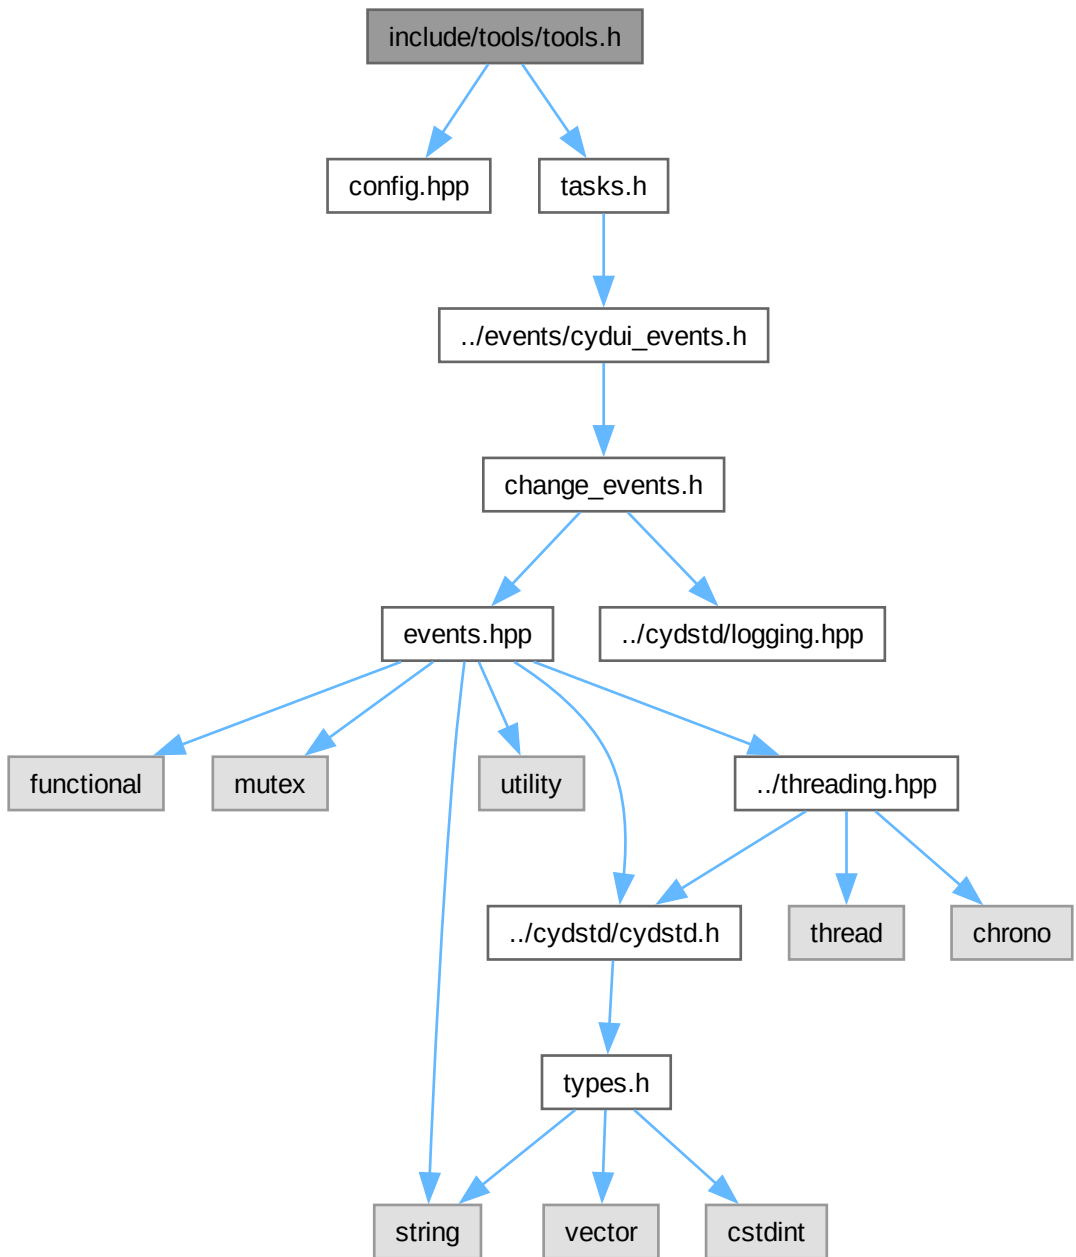 include/tools/tools.h
config.hpp
tasks.h
../events/cydui_events.h
change_events.h
events.hpp
../cydstd/logging.hpp
functional
mutex
utility
../threading.hpp
../cydstd/cydstd.h
thread
chrono
types.h
string
vector
cstdint